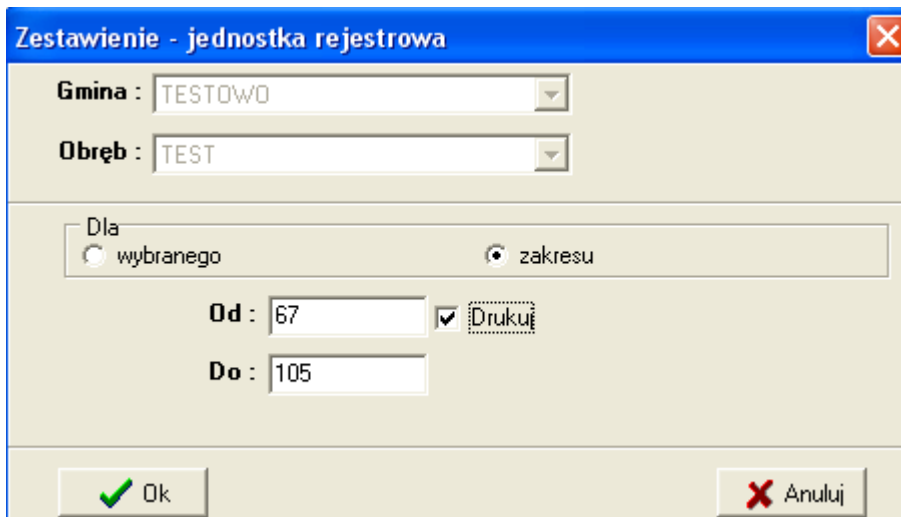 Zestawienie - jednostka rejestrowa
Gmina : TESTOWO
Obręb : TEST
Dla
wybranego zakresu
Od : 67 Drukuj
Do : 105
Ok Anuluj